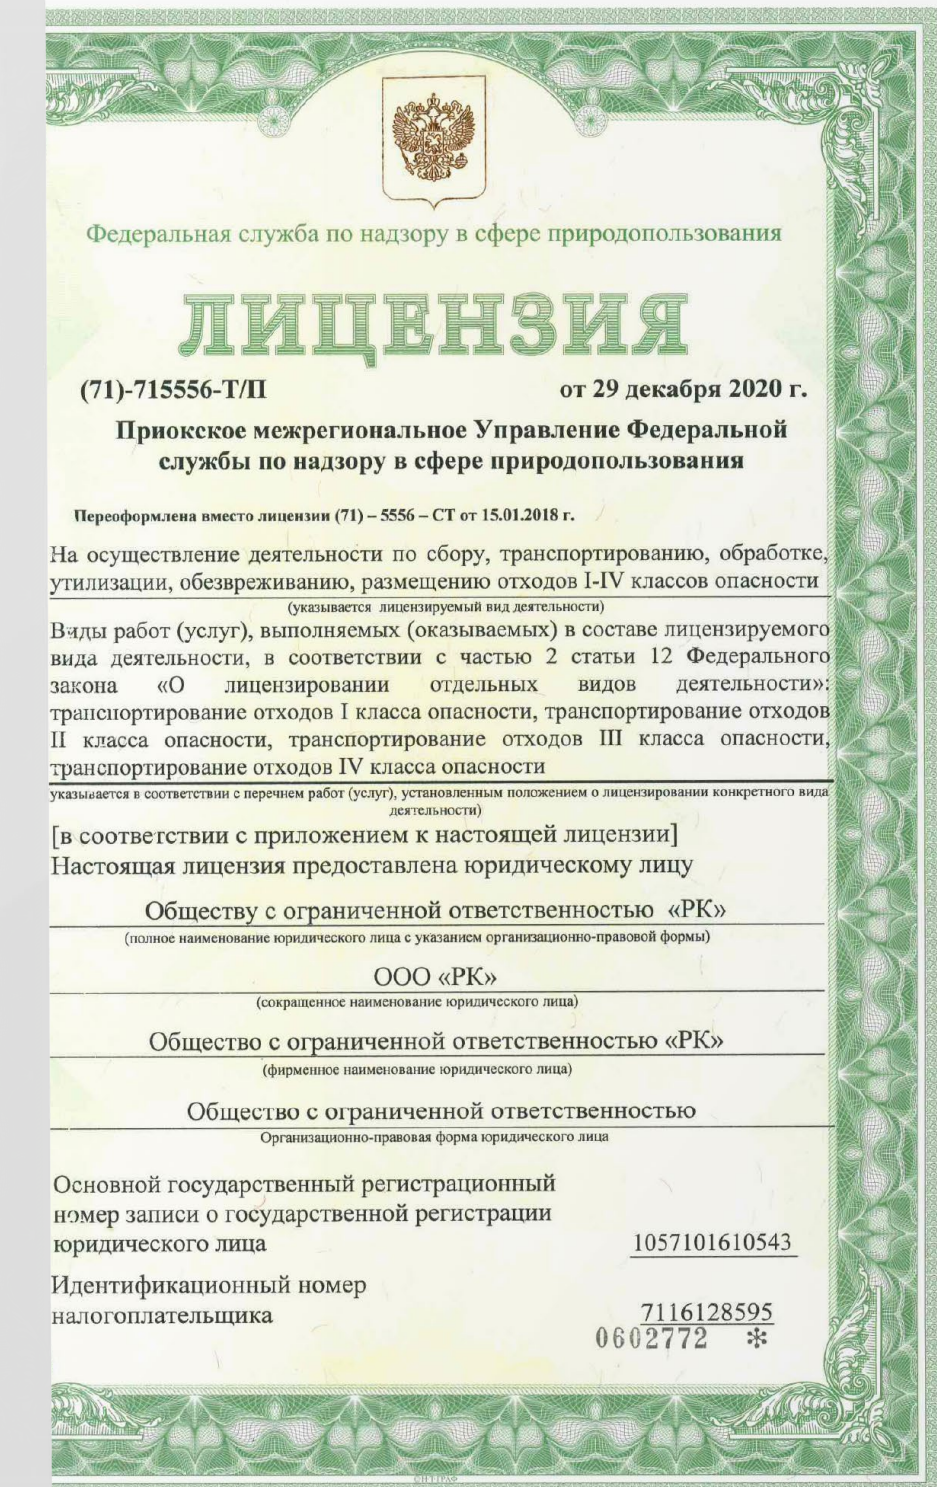 Федеральная служба по надзору в сфере природопользования
ЛИЦЕНЗИЯ
(71)-715556-Т/П от 29 декабря 2020 г.
Приокское межрегиональное Управление Федеральной
службы по надзору в сфере природопользования
Переоформлена вместо лицензии (71) – 5556 – СТ от 15.01.2018 г.
На осуществление деятельности по сбору, транспортированию, обработке,
утилизации, обезвреживанию, размещению отходов I-IV классов опасности
(указывается лицензируемый вид деятельности)
Виды работ (услуг), выполняемых (оказываемых) в составе лицензируемого
вида деятельности, в соответствии с частью 2 статьи 12 Федерального
закона «О лицензировании отдельных видов деятельности»:
транспортирование отходов I класса опасности, транспортирование отходов
II класса опасности, транспортирование отходов III класса опасности,
транспортирование отходов IV класса опасности
указывается в соответствии с перечнем работ (услуг), установленным положением о лицензировании конкретного вида
деятельности)
[в соответствии с приложением к настоящей лицензии]
Настоящая лицензия предоставлена юридическому лицу
Обществу с ограниченной ответственностью «РК»
(полное наименование юридического лица с указанием организационно-правовой формы)
ООО «РК»
(сокращенное наименование юридического лица)
Общество с ограниченной ответственностью «РК»
(фирменное наименование юридического лица)
Общество с ограниченной ответственностью
Организационно-правовая форма юридического лица
Основной государственный регистрационный
номер записи о государственной регистрации
юридического лица 1057101610543
Идентификационный номер
налогоплательщика 7116128595
0602772 *